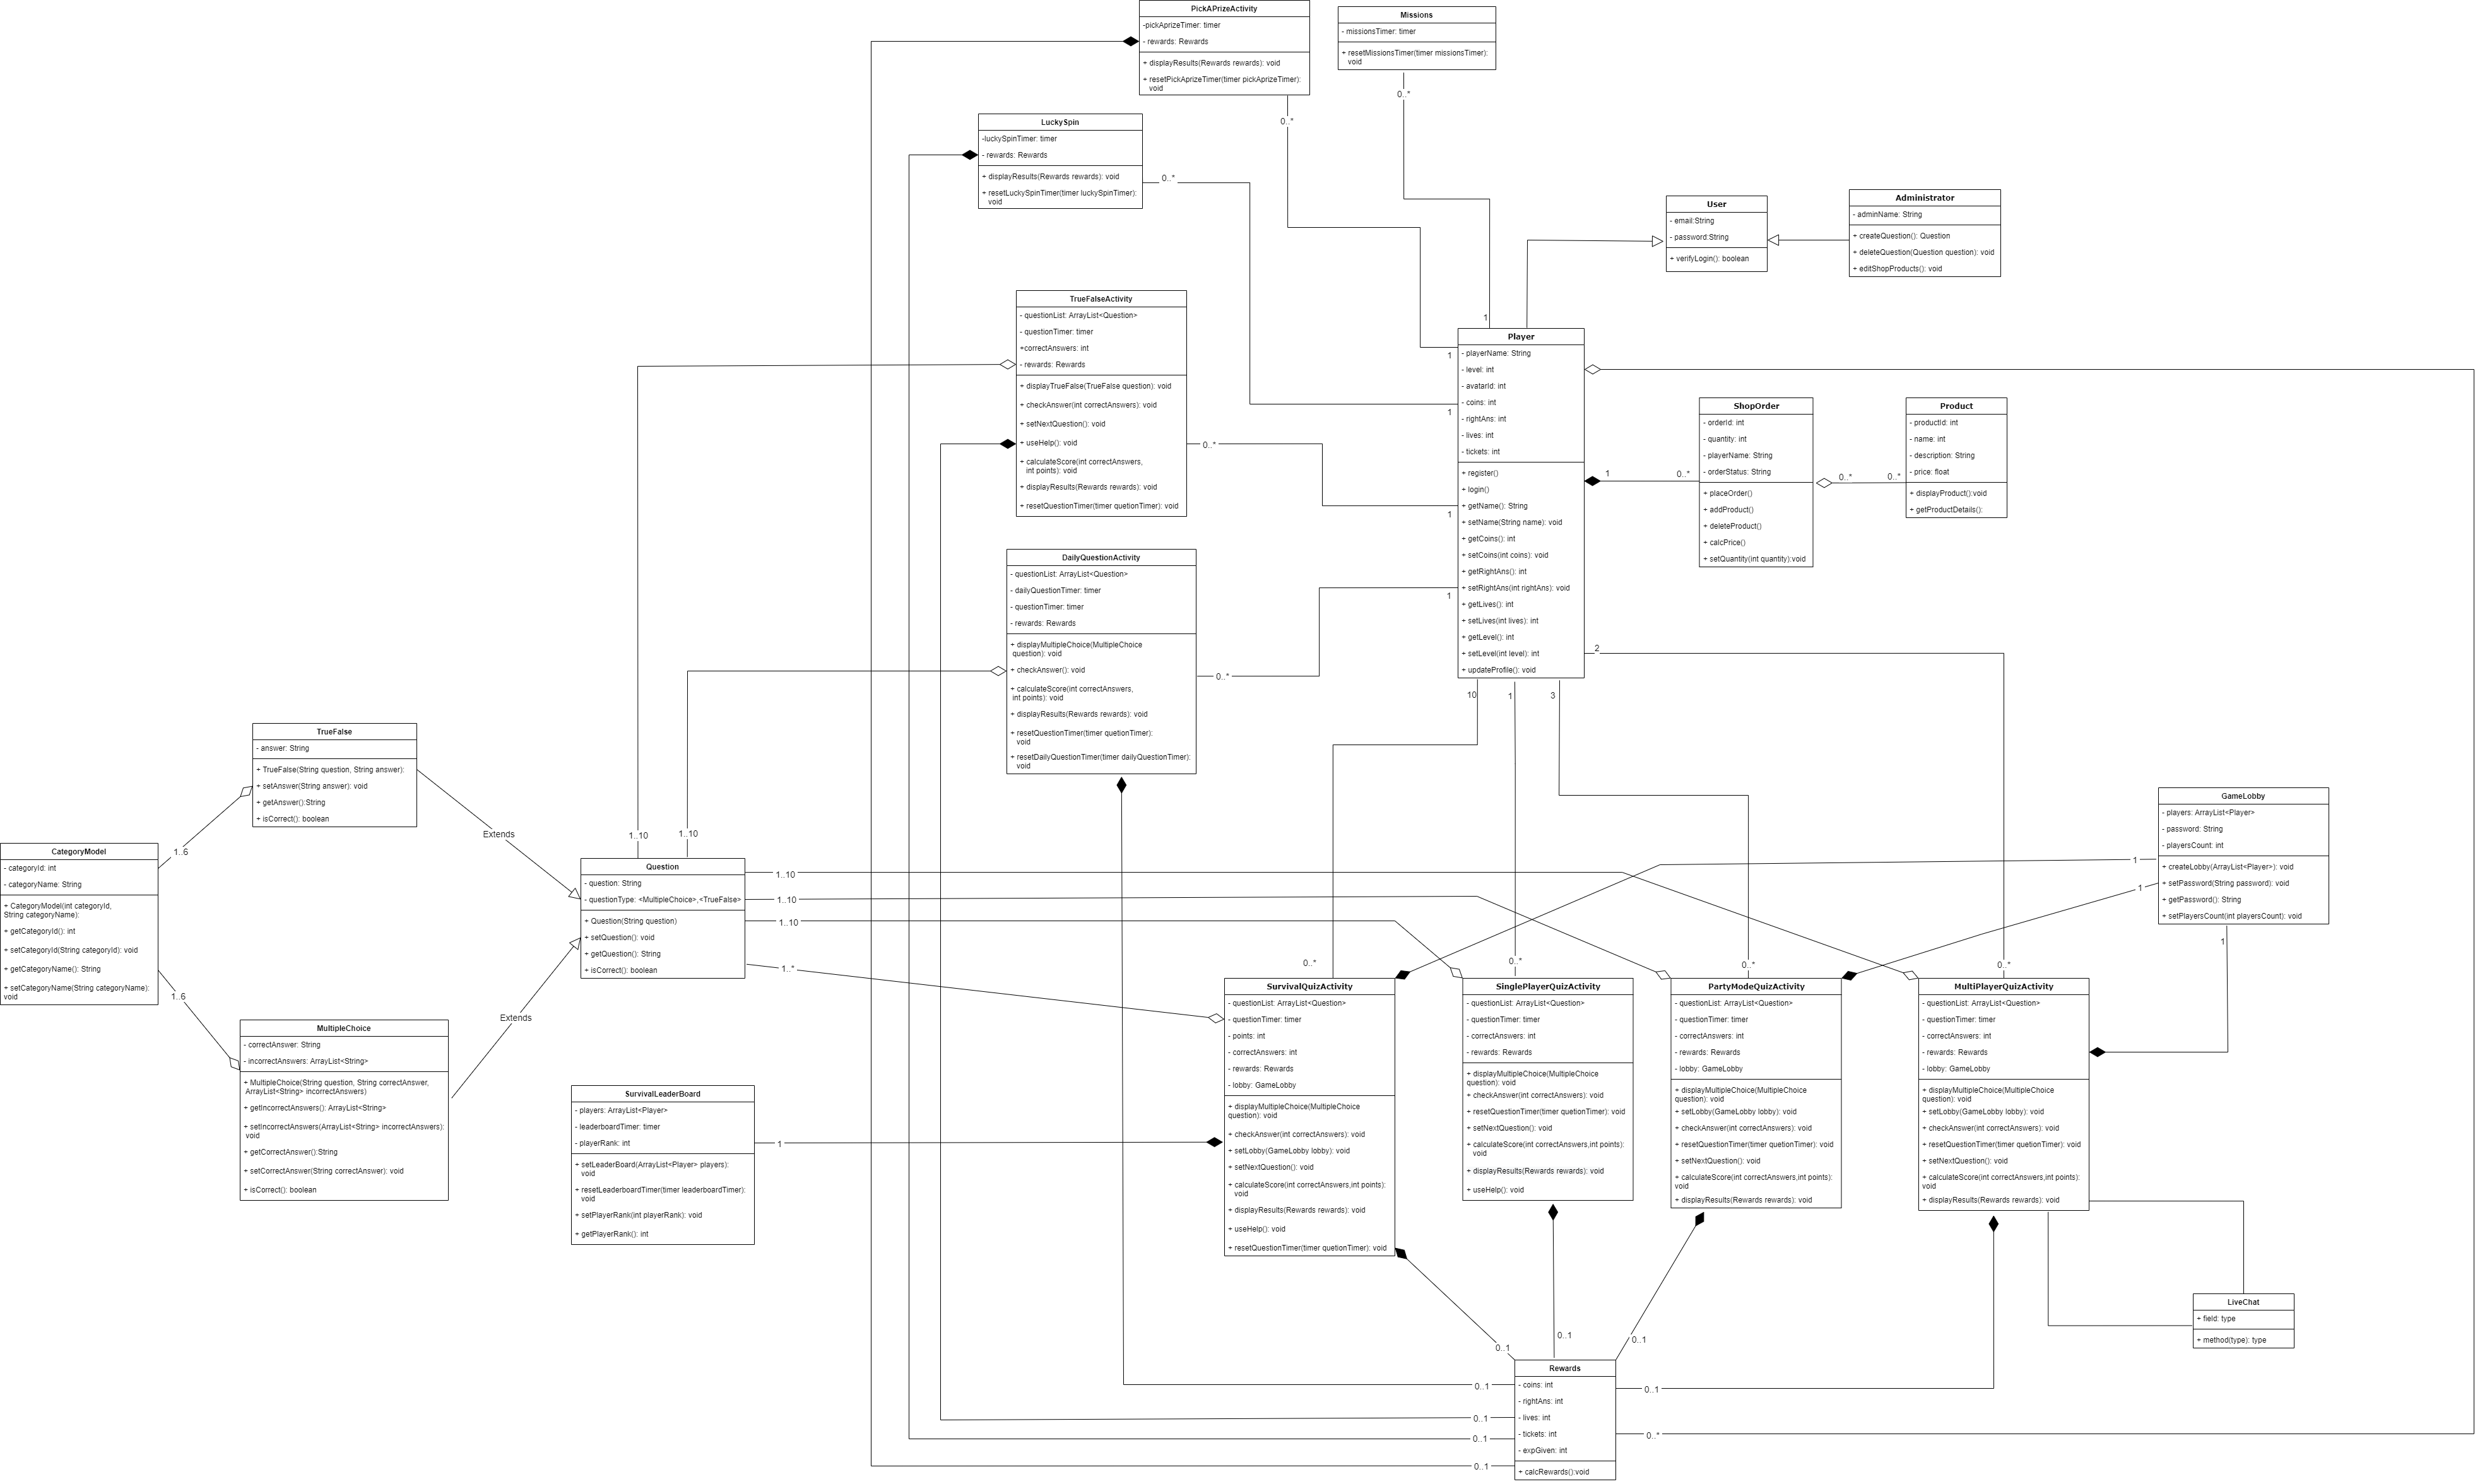 PickAPrizeActivity
-pickAprizeTimer: timer
- rewards: Rewards
+ displayResults(Rewards rewards): void
+ resetPickAprizeTimer(timer pickAprizeTimer):
void
0..*
Missions
- missionsTimer: timer
+ resetMissionsTimer(timer missionsTimer):
void
0..*
LuckySpin
-luckySpinTimer: timer
- rewards: Rewards
+ displayResults(Rewards rewards): void
+ resetLuckySpinTimer(timer luckySpinTimer):
void
0..*
User
- email:String
- password:String
+ verifyLogin(): boolean
Administrator
- adminName: String
+ createQuestion(): Question
+ deleteQuestion(Question question): void
+ editShopProducts(): void
TrueFalseActivity
- questionList: ArrayList<Question>
- questionTimer: timer
+correctAnswers: int
- rewards: Rewards
+ displayTrueFalse(TrueFalse question): void
+ checkAnswer(int correctAnswers): void
+ setNextQuestion(): void
+ useHelp(): void
+ calculateScore(int correctAnswers,
int points): void
+ displayResults(Rewards rewards): void
+ resetQuestionTimer(timer quetionTimer): void
0..*
1
1
1
1
1
Player
- playerName: String
- level: int
- avatarId: int
- coins: int
- rightAns: int
- lives: int
- tickets: int
+ register()
+ login()
+ getName(): String
+ setName(String name): void
+ getCoins(): int
+ setCoins(int coins): void
+ getRightAns(): int
+ setRightAns(int rightAns): void
+ getLives(): int
+ setLives(int lives): int
+ getLevel(): int
+ setLevel(int level): int
+ updateProfile(): void
1
0..*
ShopOrder
- orderId: int
- quantity: int
- playerName: String
- orderStatus: String
+ placeOrder()
+ addProduct()
+ deleteProduct()
+ calcPrice()
+ setQuantity(int quantity):void
0..*
0..*
Product
- productId: int
- name: int
- description: String
- price: float
+ displayProduct():void
+ getProductDetails():
DailyQuestionActivity
- questionList: ArrayList<Question>
- dailyQuestionTimer: timer
- questionTimer: timer
- rewards: Rewards
+ displayMultipleChoice(MultipleChoice
question): void
+ checkAnswer(): void
+ calculateScore(int correctAnswers,
int points): void
+ displayResults(Rewards rewards): void
+ resetQuestionTimer(timer quetionTimer):
void
+ resetDailyQuestionTimer(timer dailyQuestionTimer):
void
0..*
2
10
1
3
TrueFalse
- answer: String
+ TrueFalse(String question, String answer):
+ setAnswer(String answer): void
+ getAnswer():String
+ isCorrect(): boolean
Extends
1..6
CategoryModel
- categoryId: int
- categoryName: String
+ CategoryModel(int categoryId,
String categoryName):
+ getCategoryId(): int
+ setCategoryId(String categoryId): void
+ getCategoryName(): String
+ setCategoryName(String categoryName):
void
1..6
1..10
1..10
Question
- question: String
- questionType: <MultipleChoice>,<TrueFalse>
+ Question(String question)
+ setQuestion(): void
+ getQuestion(): String
+ isCorrect(): boolean
1..10
1..10
1..10
1..*
Extends
GameLobby
- players: ArrayList<Player>
- password: String
- playersCount: int
+ createLobby(ArrayList<Player>): void
+ setPassword(String password): void
+ getPassword(): String
+ setPlayersCount(int playersCount): void
1
1
1
MultipleChoice
- correctAnswer: String
- incorrectAnswers: ArrayList<String>
+ MultipleChoice(String question, String correctAnswer,
ArrayList<String> incorrectAnswers)
+ getIncorrectAnswers(): ArrayList<String>
+ setIncorrectAnswers(ArrayList<String> incorrectAnswers):
void
+ getCorrectAnswer():String
+ setCorrectAnswer(String correctAnswer): void
+ isCorrect(): boolean
SurvivalLeaderBoard
- players: ArrayList<Player>
- leaderboardTimer: timer
- playerRank: int
+ setLeaderBoard(ArrayList<Player> players):
void
+ resetLeaderboardTimer(timer leaderboardTimer):
void
+ setPlayerRank(int playerRank): void
+ getPlayerRank(): int
1
0..*
0..*
0..*
0..*
SurvivalQuizActivity
- questionList: ArrayList<Question>
- questionTimer: timer
- points: int
- correctAnswers: int
- rewards: Rewards
- lobby: GameLobby
+ displayMultipleChoice(MultipleChoice
question): void
+ checkAnswer(int correctAnswers): void
+ setLobby(GameLobby lobby): void
+ setNextQuestion(): void
+ calculateScore(int correctAnswers,int points):
void
+ displayResults(Rewards rewards): void
+ useHelp(): void
+ resetQuestionTimer(timer quetionTimer): void
SinglePlayerQuizActivity
- questionList: ArrayList<Question>
- questionTimer: timer
- correctAnswers: int
- rewards: Rewards
+ displayMultipleChoice(MultipleChoice
question): void
+ checkAnswer(int correctAnswers): void
+ resetQuestionTimer(timer quetionTimer): void
+ setNextQuestion(): void
+ calculateScore(int correctAnswers,int points):
void
+ displayResults(Rewards rewards): void
+ useHelp(): void
PartyModeQuizActivity
- questionList: ArrayList<Question>
- questionTimer: timer
- correctAnswers: int
- rewards: Rewards
- lobby: GameLobby
+ displayMultipleChoice(MultipleChoice
question): void
+ setLobby(GameLobby lobby): void
+ checkAnswer(int correctAnswers): void
+ resetQuestionTimer(timer quetionTimer): void
+ setNextQuestion(): void
+ calculateScore(int correctAnswers,int points):
void
+ displayResults(Rewards rewards): void
MultiPlayerQuizActivity
- questionList: ArrayList<Question>
- questionTimer: timer
- correctAnswers: int
- rewards: Rewards
- lobby: GameLobby
+ displayMultipleChoice(MultipleChoice
question): void
+ setLobby(GameLobby lobby): void
+ checkAnswer(int correctAnswers): void
+ resetQuestionTimer(timer quetionTimer): void
+ setNextQuestion(): void
+ calculateScore(int correctAnswers,int points):
void
+ displayResults(Rewards rewards): void
LiveChat
+ field: type
+ method(type): type
0..1
0..1
0..1
0..1
0..1
0..1
0..1
0..1
0..*
Rewards
- coins: int
- rightAns: int
- lives: int
- tickets: int
- expGiven: int
+ calcRewards():void